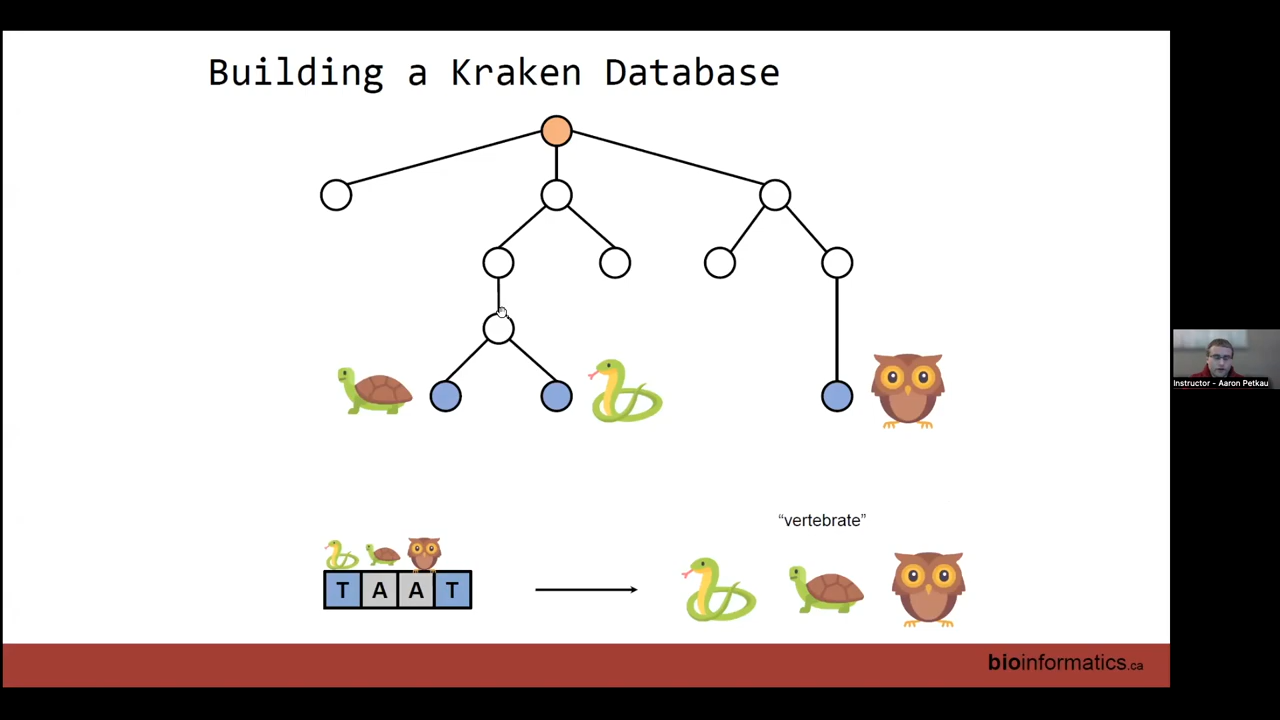 Building a Kraken Database
"vertebrate"
T A A T
bioinformatics.ca
Instructor - Aaron Petkau